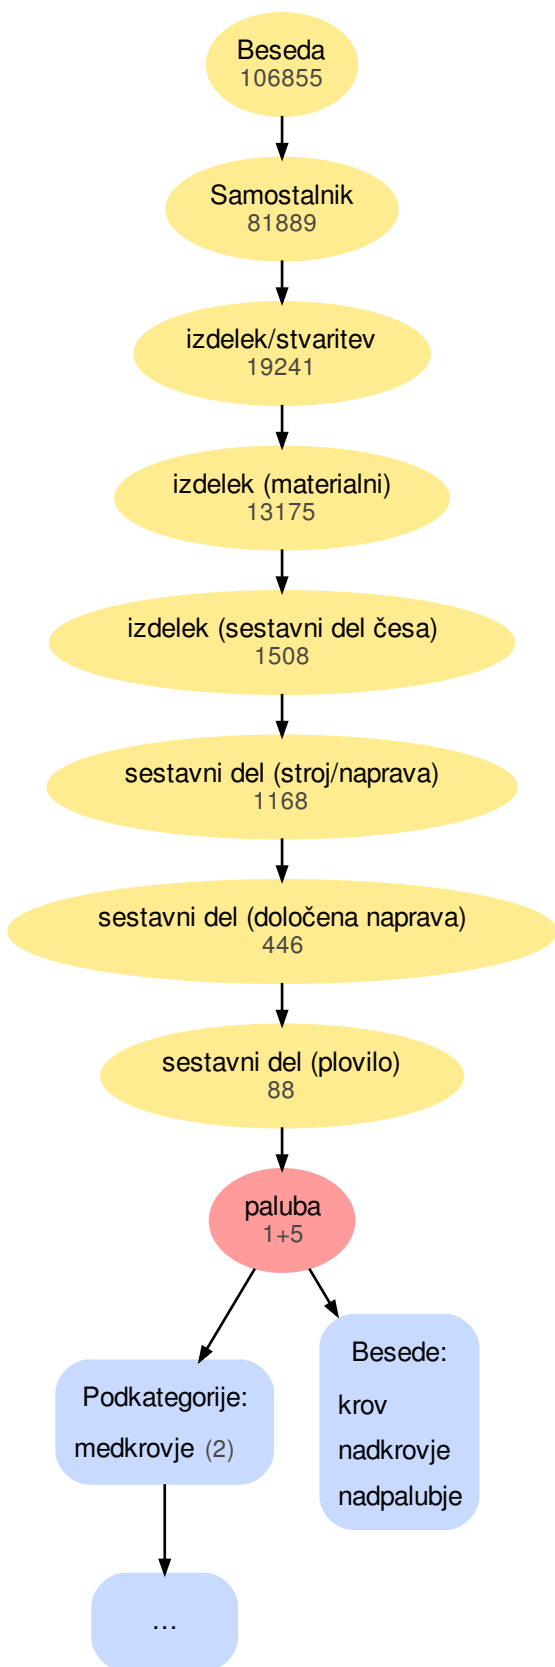 Beseda
106855
Samostalnik
81889
izdelek/stvaritev
19241
izdelek (materialni)
13175
izdelek (sestavni del česa)
1508
sestavni del (stroj/naprava)
1168
sestavni del (določena naprava)
446
sestavni del (plovilo)
88
paluba
1+5
Podkategorije:
medkrovje (2)
Besede:
krov
nadkrovje
nadpalubje
...